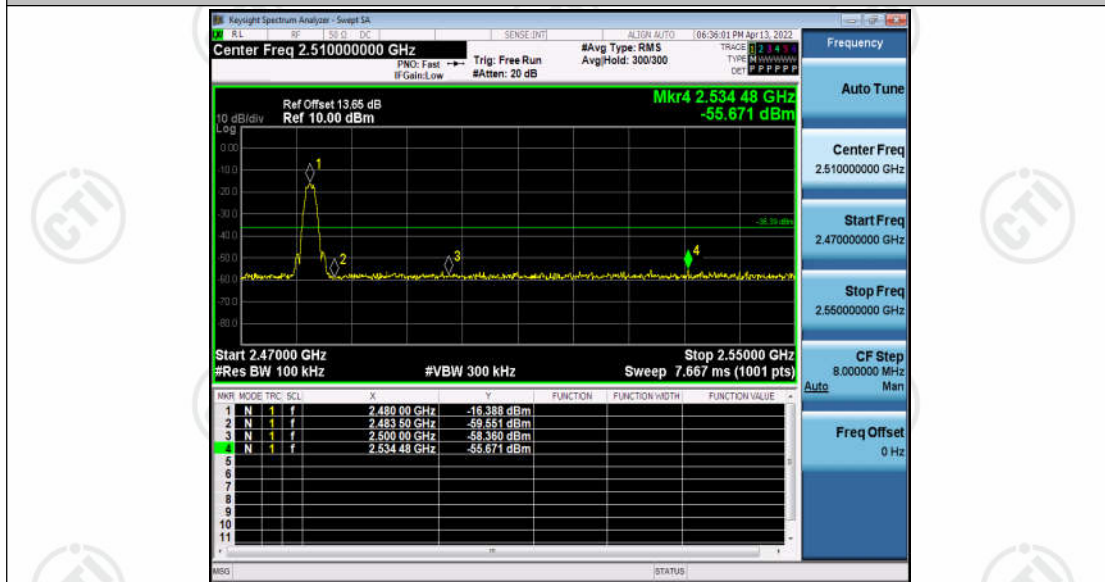 Keysight Spectrum Analyzer - Swept SA
RL RF 50 Ω DC SENSE:INT ALIGN AUTO 06:36:01 PM Apr 13, 2022
Center Freq 2.510000000 GHz
PNO: Fast
IFGain:Low
Trig: Free Run
#Atten: 20 dB
#Avg Type: RMS
Avg|Hold: 300/300
TRACE 1 2 3 4 5 6
TYPE M WWWWW
DET P P P P P P
Ref Offset 13.65 dB
Ref 10.00 dBm
10 dB/div
Log
Mkr4 2.534 48 GHz
-55.671 dBm
0.00
-10.0
-20.0
-30.0
-40.0
-50.0
-60.0
-70.0
-80.0
1
2
3
4
-36.39 dBm
Start 2.47000 GHz
Stop 2.55000 GHz
#Res BW 100 kHz
#VBW 300 kHz
Sweep 7.667 ms (1001 pts)
MKR MODE TRC SCL X Y FUNCTION FUNCTION WIDTH FUNCTION VALUE
1 N 1 f 2.480 00 GHz -16.388 dBm
2 N 1 f 2.483 50 GHz -59.551 dBm
3 N 1 f 2.500 00 GHz -58.360 dBm
4 N 1 f 2.534 48 GHz -55.671 dBm
5
6
7
8
9
10
11
MSG
STATUS
Frequency
Auto Tune
Center Freq
2.510000000 GHz
Start Freq
2.470000000 GHz
Stop Freq
2.550000000 GHz
CF Step
8.000000 MHz
Auto Man
Freq Offset
0 Hz
CTI
CTI